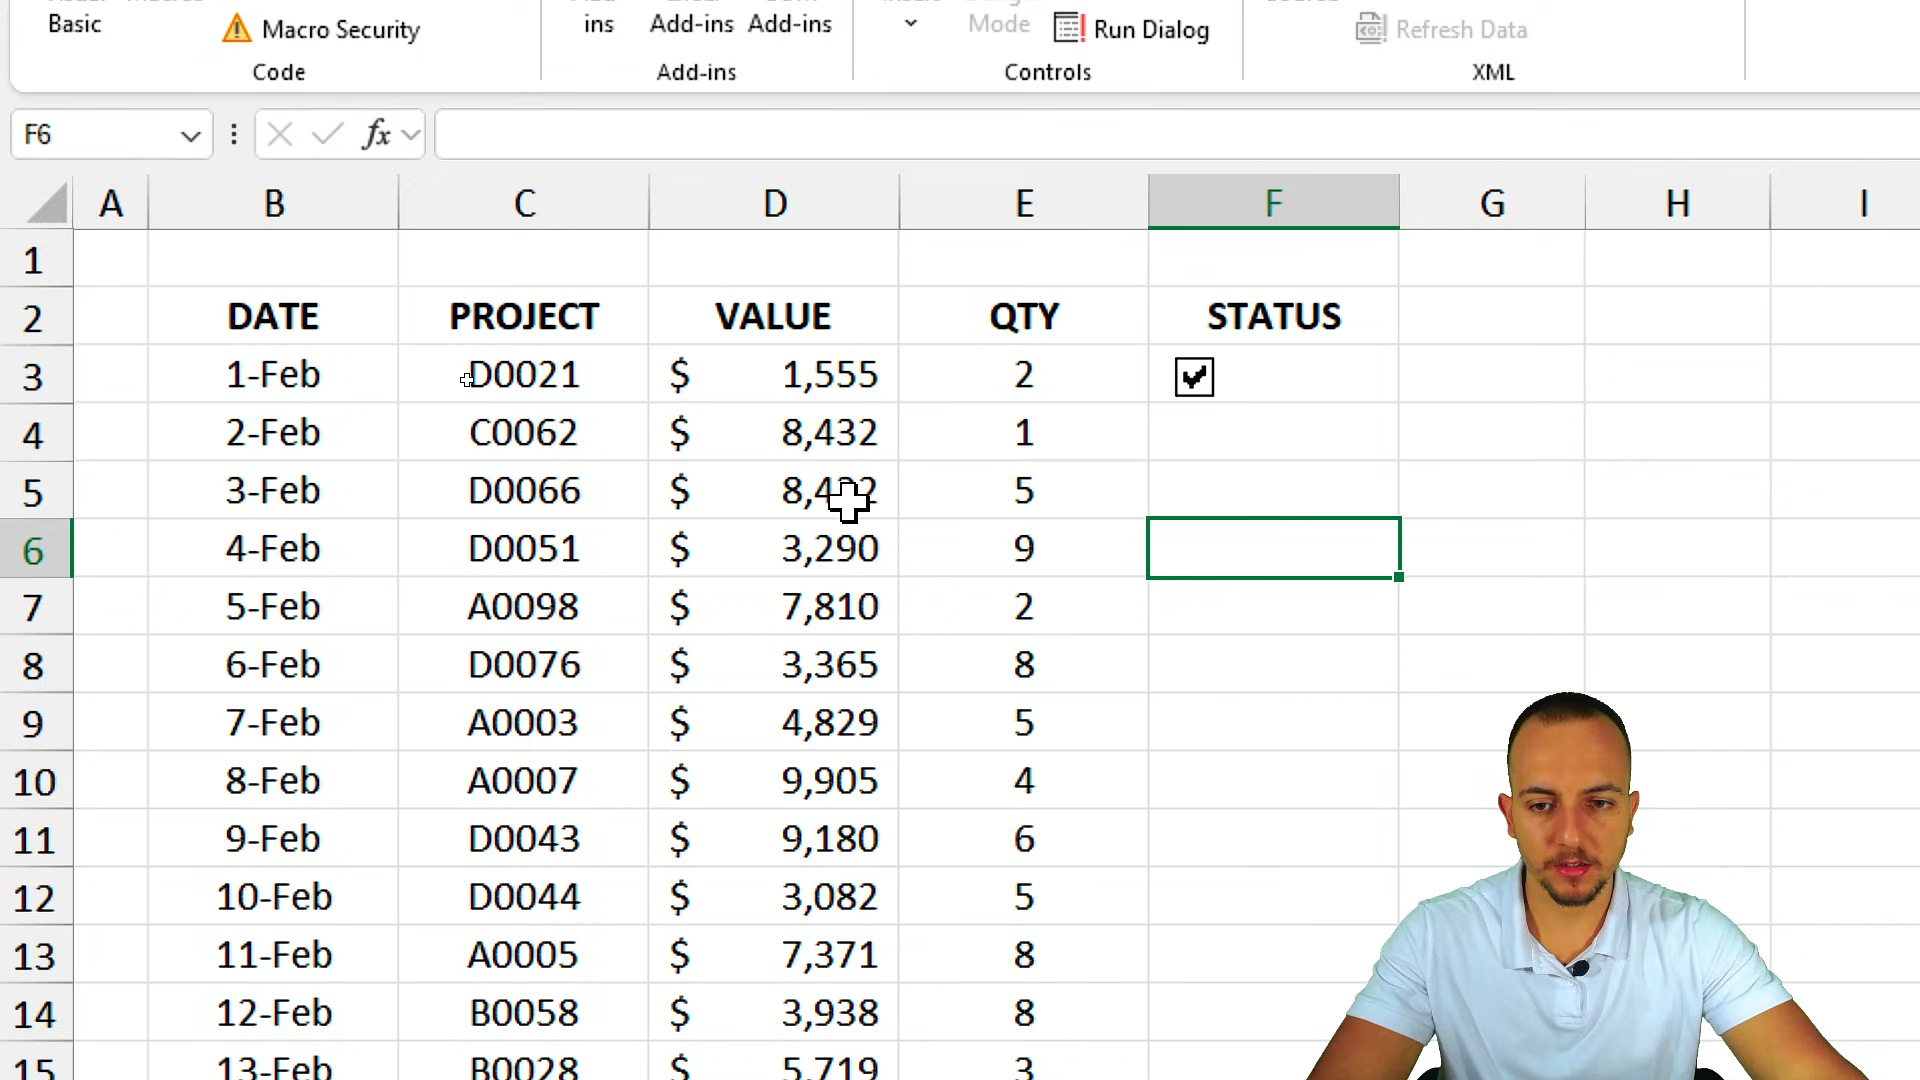 Basic
Macro Security
ins
Add-ins
Add-ins
Mode
Run Dialog
Refresh Data
Code
Add-ins
Controls
XML
F6
fx
A B C D E F G H I
1
2 DATE PROJECT VALUE QTY STATUS
3 1-Feb D0021 $ 1,555 2
4 2-Feb C0062 $ 8,432 1
5 3-Feb D0066 $ 5
6 4-Feb D0051 $ 3,290 9
7 5-Feb A0098 $ 7,810 2
8 6-Feb D0076 $ 3,365 8
9 7-Feb A0003 $ 4,829 5
10 8-Feb A0007 $ 9,905 4
11 9-Feb D0043 $ 9,180 6
12 10-Feb D0044 $ 3,082 5
13 11-Feb A0005 $ 7,371 8
14 12-Feb B0058 $ 3,938 8
15 13-Feb B0028 $ 5,719 3